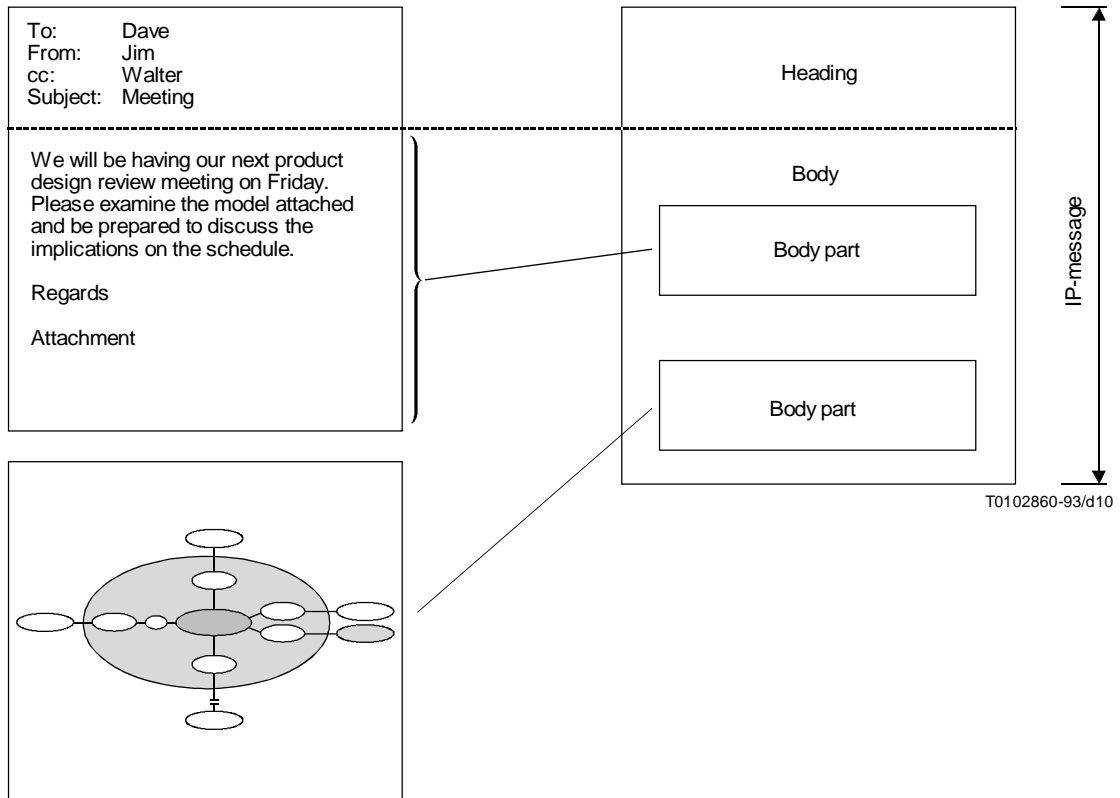 To: Dave
From: Jim
cc: Walter
Subject: Meeting
We will be having our next product
design review meeting on Friday.
Please examine the model attached
and be prepared to discuss the
implications on the schedule.
Regards
Attachment
Heading
Body
Body part
Body part
IP-message
T0102860-93/d10